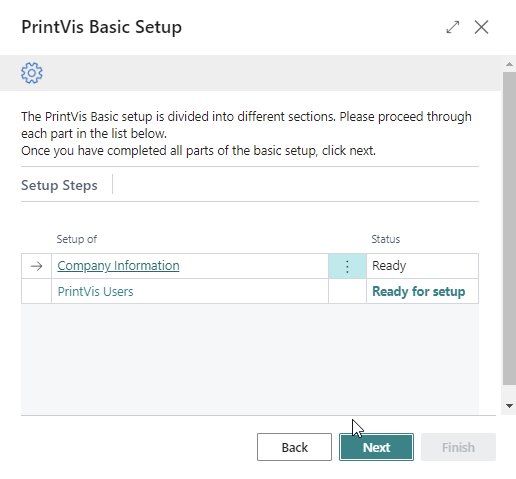 PrintVis Basic Setup
The PrintVis Basic setup is divided into different sections. Please proceed through
each part in the list below.
Once you have completed all parts of the basic setup, click next.
Setup Steps
Setup of Status
Company Information Ready
PrintVis Users Ready for setup
Back Next Finish